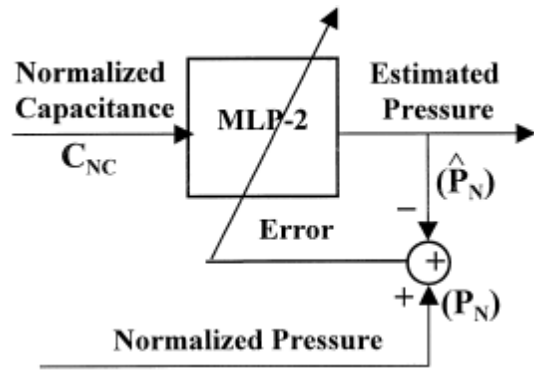 Normalized
Capacitance
C_NC
MLP-2
Estimated
Pressure
(P̂_N)
−
Error
+
+
(P_N)
Normalized Pressure